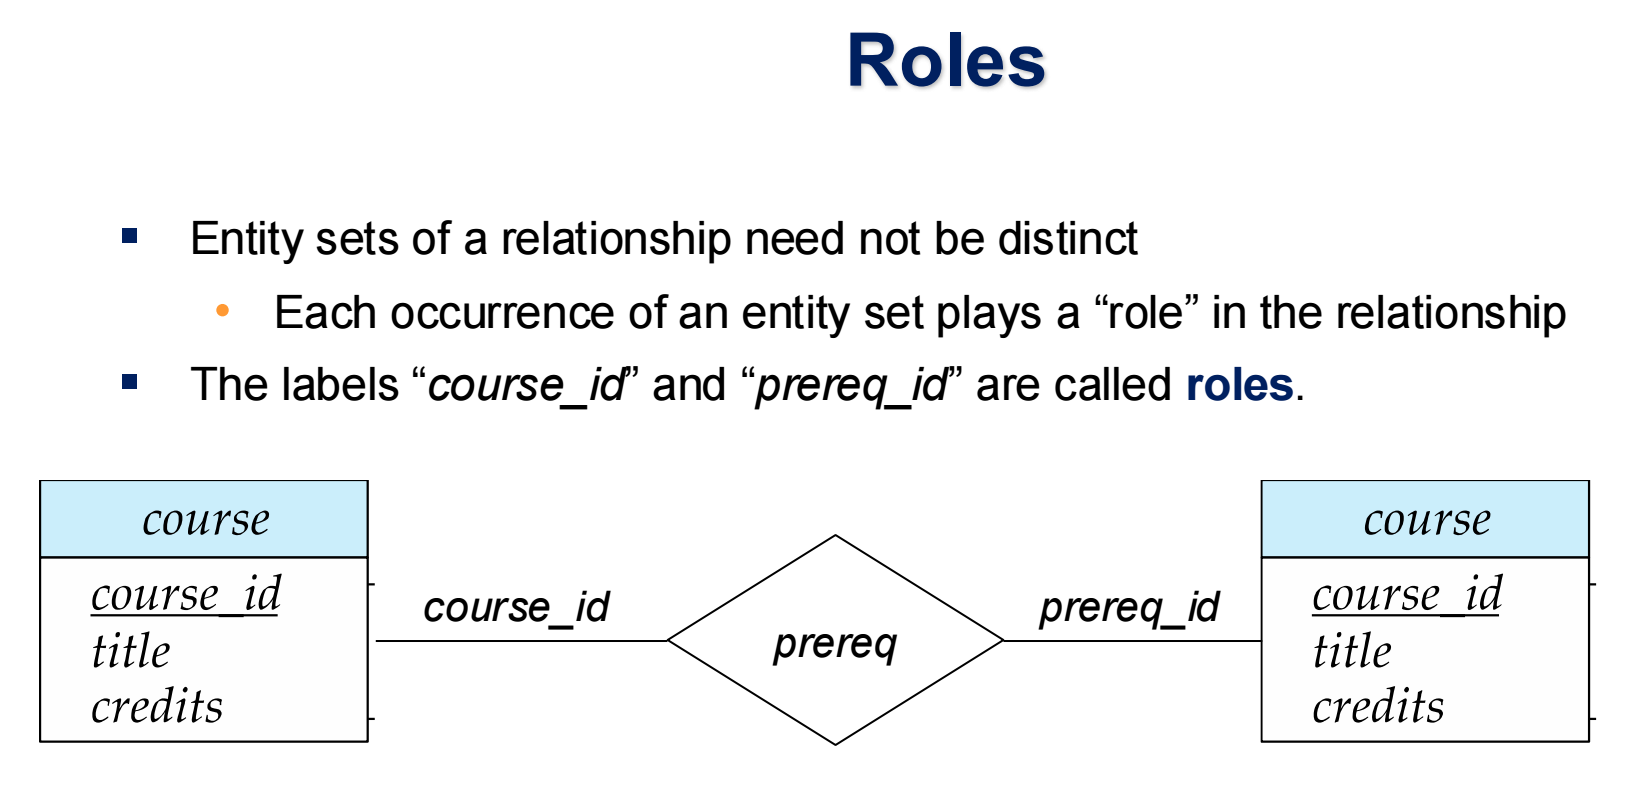 Roles
Entity sets of a relationship need not be distinct
Each occurrence of an entity set plays a “role” in the relationship
The labels “course_id” and “prereq_id” are called roles.
course
course_id
title
credits
course_id
prereq
prereq_id
course
course_id
title
credits